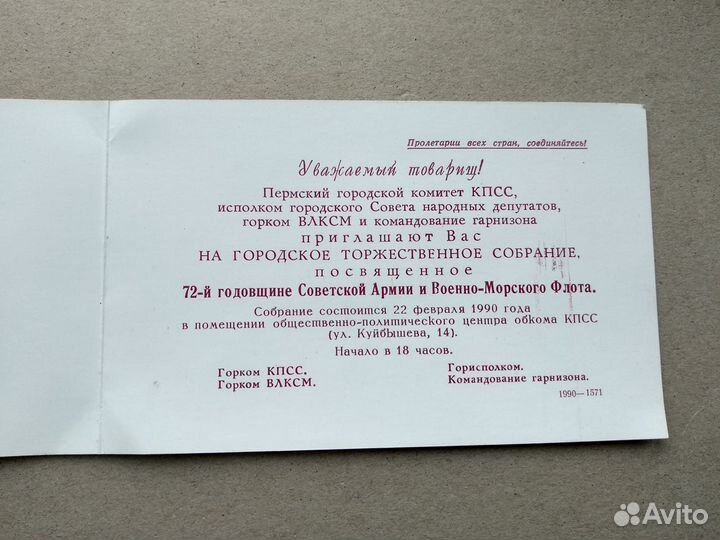 Пролетарии всех стран, соединяйтесь!
Уважаемый товарищ!
Пермский городской комитет КПСС,
исполком городского Совета народных депутатов,
горком ВЛКСМ и командование гарнизона
приглашают Вас
НА ГОРОДСКОЕ ТОРЖЕСТВЕННОЕ СОБРАНИЕ,
посвященное
72-й годовщине Советской Армии и Военно-Морского Флота.
Собрание состоится 22 февраля 1990 года
в помещении общественно-политического центра обкома КПСС
(ул. Куйбышева, 14).
Начало в 18 часов.
Горком КПСС.
Горком ВЛКСМ.
Горисполком.
Командование гарнизона.
1990—1571
Avito